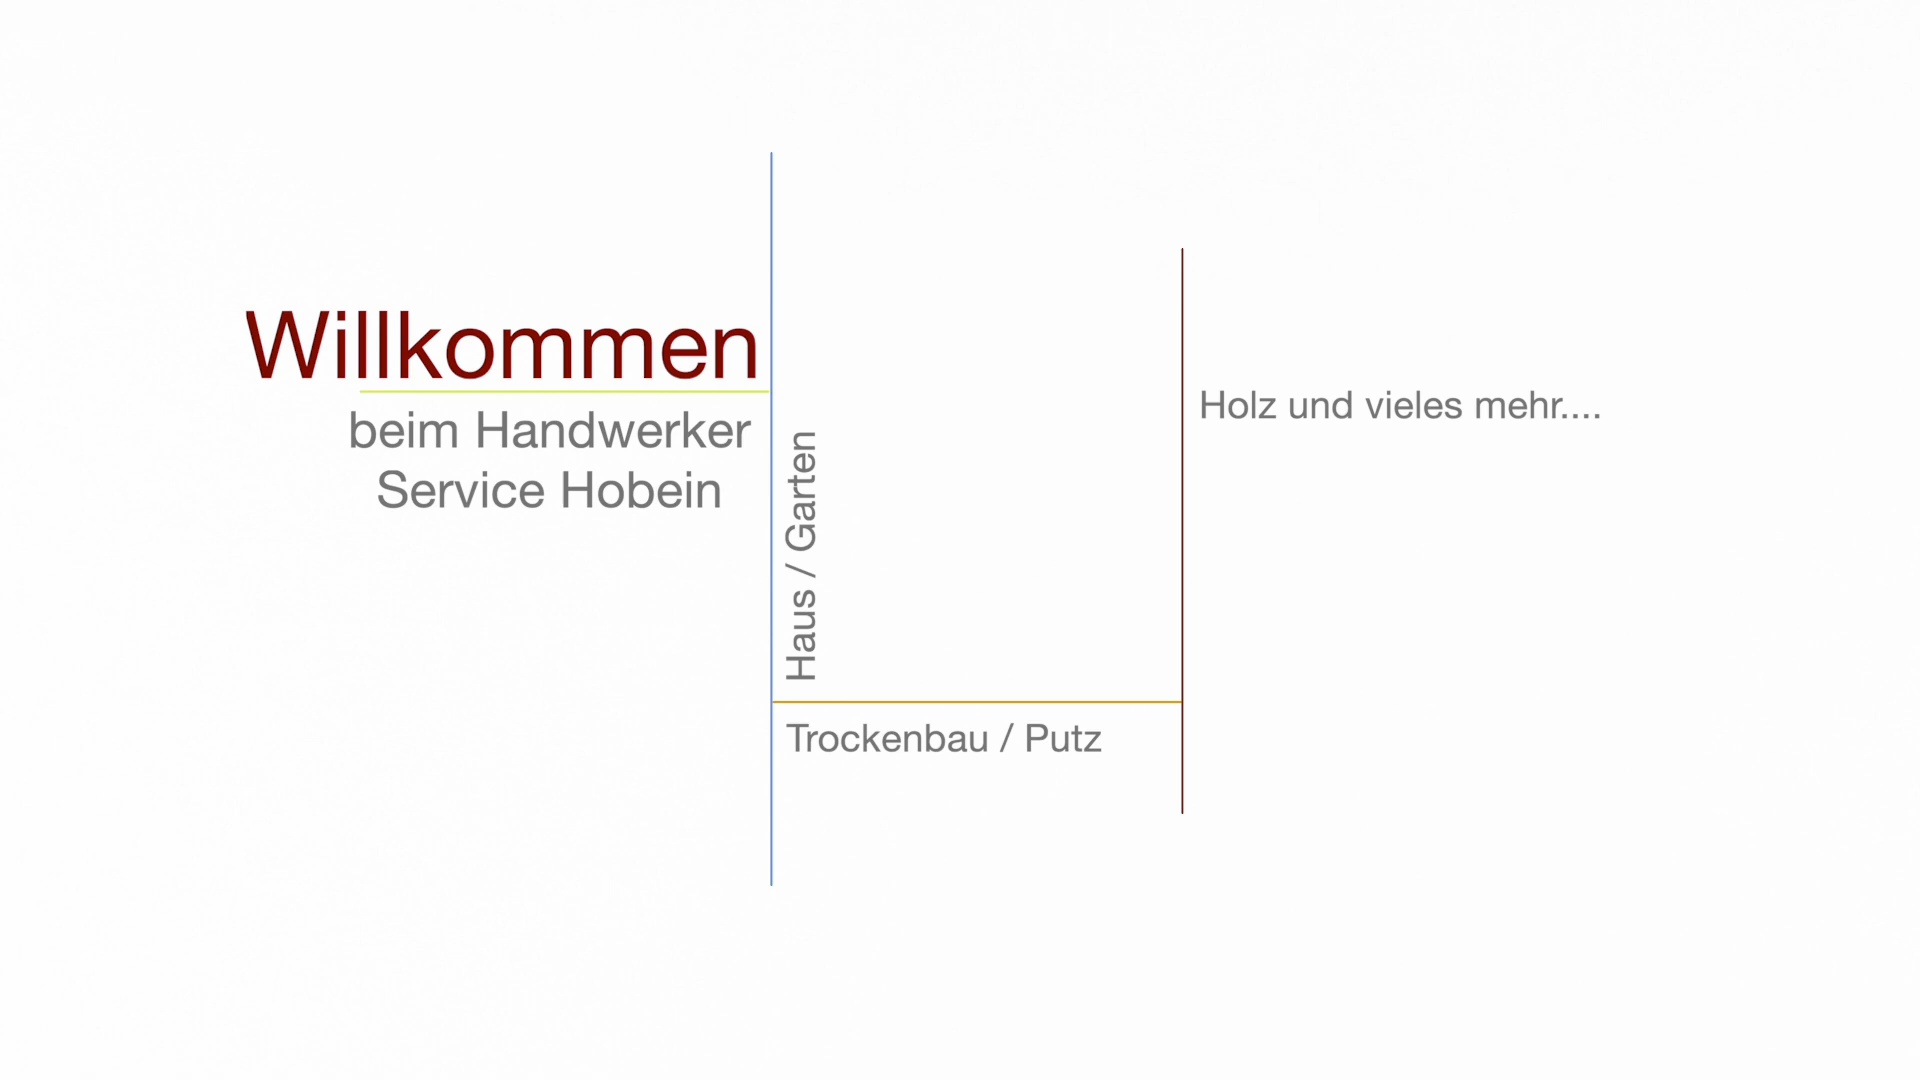 Willkommen
beim Handwerker
Service Hobein
Haus / Garten
Trockenbau / Putz
Holz und vieles mehr....